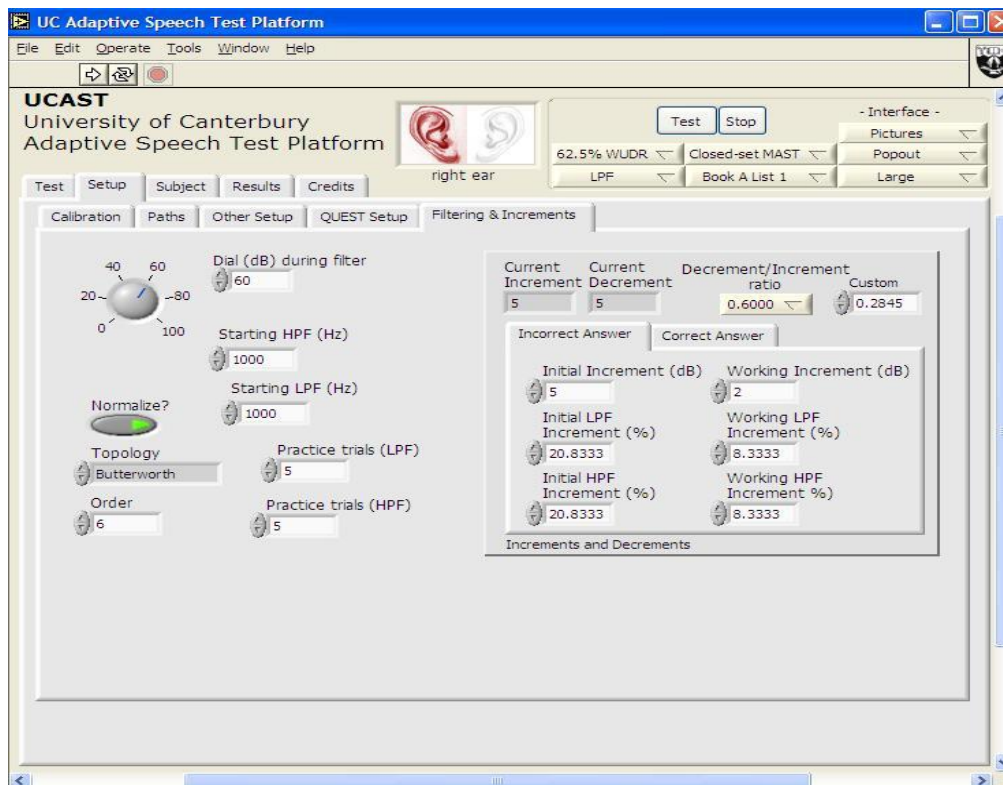 UC Adaptive Speech Test Platform
File Edit Operate Tools Window Help
UCAST
University of Canterbury
Adaptive Speech Test Platform
right ear
Test Stop
62.5% WUDR Closed-set MAST
LPF Book A List 1
- Interface -
Pictures
Popout
Large
Test Setup Subject Results Credits
Calibration Paths Other Setup QUEST Setup Filtering & Increments
0 20 40 60 80 100
Dial (dB) during filter
60
Starting HPF (Hz)
1000
Starting LPF (Hz)
1000
Normalize?
Topology
Butterworth
Practice trials (LPF)
5
Order
6
Practice trials (HPF)
5
Current
Increment
5
Current
Decrement
5
Decrement/Increment
ratio
0.6000
Custom
0.2845
Incorrect Answer Correct Answer
Initial Increment (dB)
5
Working Increment (dB)
2
Initial LPF
Increment (%)
20.8333
Working LPF
Increment (%)
8.3333
Initial HPF
Increment (%)
20.8333
Working HPF
Increment %)
8.3333
Increments and Decrements